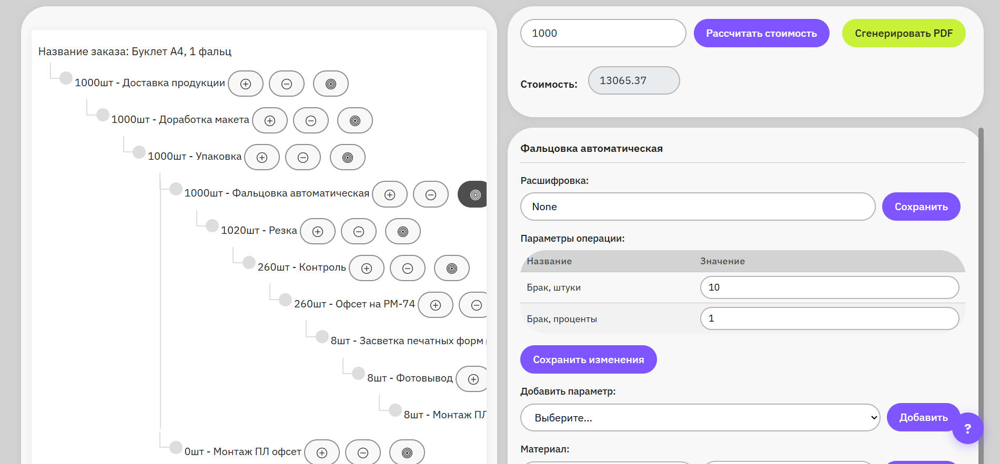 Название заказа: Буклет А4, 1 фальц
1000шт - Доставка продукции
1000шт - Доработка макета
1000шт - Упаковка
1000шт - Фальцовка автоматическая
1020шт - Резка
260шт - Контроль
260шт - Офсет на РМ-74
8шт - Засветка печатных форм
8шт - Фотовывод
8шт - Монтаж ПЛ
0шт - Монтаж ПЛ офсет
1000
Рассчитать стоимость
Сгенерировать PDF
Стоимость:
13065.37
Фальцовка автоматическая
Расшифровка:
None
Сохранить
Параметры операции:
Название Значение
Брак, штуки 10
Брак, проценты 1
Сохранить изменения
Добавить параметр:
Выберите...
Добавить
?
Материал: